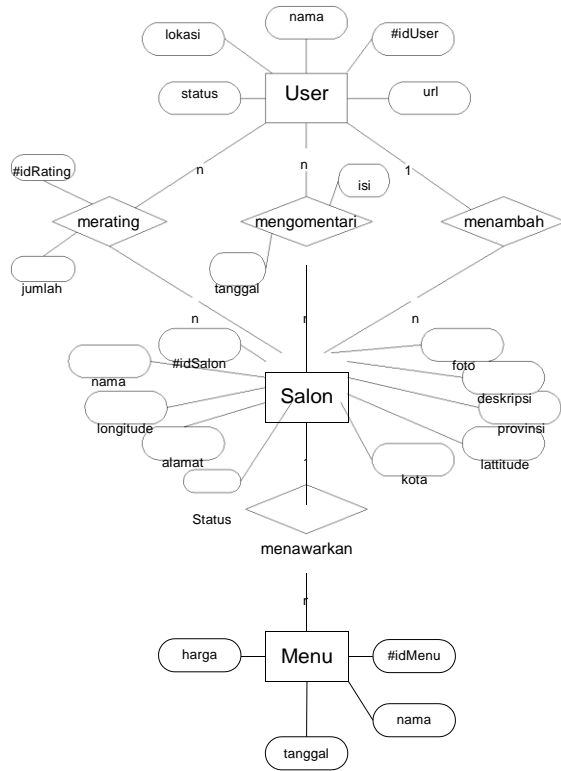 nama
lokasi
#idUser
User
status
url
n
n
1
#idRating
isi
merating
mengomentari
menambah
tanggal
jumlah
n
n
#idSalon
foto
nama
Salon
deskripsi
longitude
provinsi
alamat
lattitude
kota
Status
menawarkan
harga
Menu
#idMenu
nama
tanggal